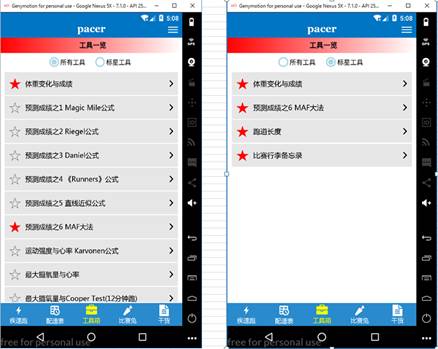 Genymotion for personal use - Google Nexus 5X - 7.1.0 - API 25...
5:08
pacer
工具一览
所有工具 标星工具
体重变化与成绩
预测成绩之1 Magic Mile公式
预测成绩之2 Riegel公式
预测成绩之3 Daniel公式
预测成绩之4 《Runners》公式
预测成绩之5 直线近似公式
预测成绩之6 MAF大法
运动强度与心率 Karvonen公式
最大摄氧量与心率
最大摄氧量与Cooper Test(12分钟跑)
疾速跑 配速表 工具箱 比赛兔 干货
free for personal use
Genymotion for personal use - Google Nexus 5X - 7.1.0 - API 25...
5:08
pacer
工具一览
所有工具 标星工具
体重变化与成绩
预测成绩之6 MAF大法
跑道长度
比赛行李备忘录
疾速跑 配速表 工具箱 比赛兔 干货
free for personal use